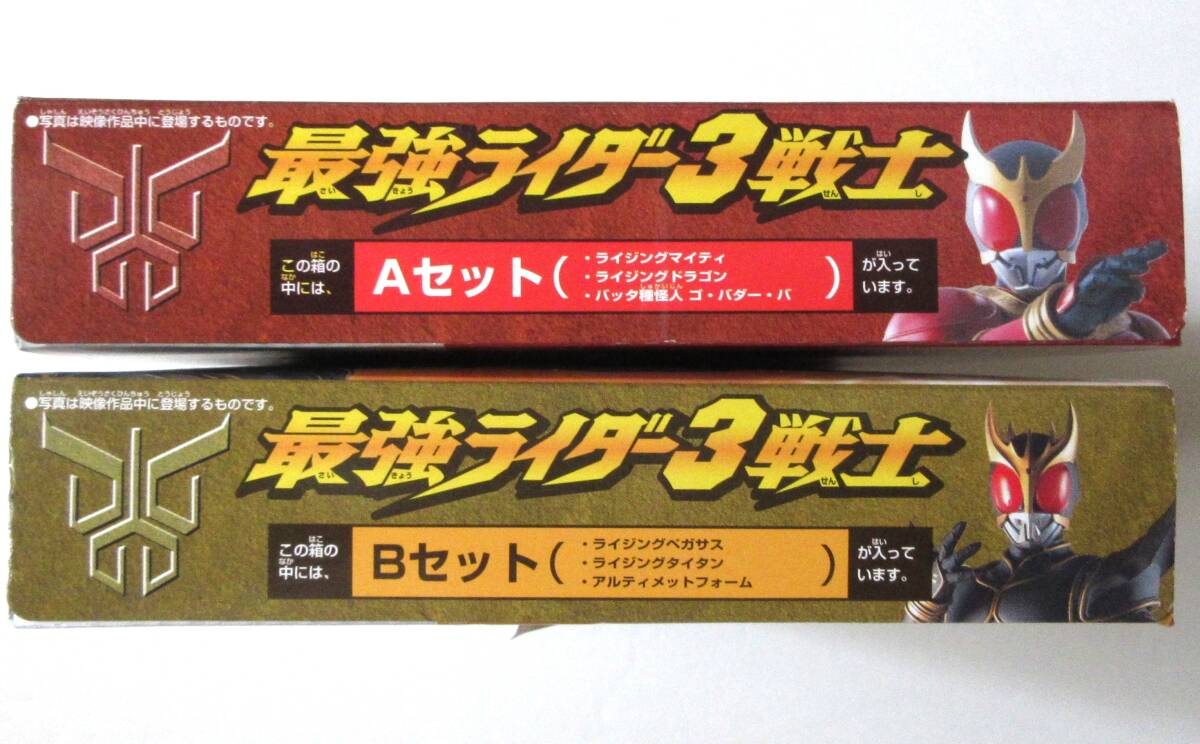 ●写真は映像作品中に登場するものです。
最強ライダー3戦士
この箱の
中には、
Aセット(
・ライジングマイティ
・ライジングドラゴン
・バッタ種怪人 ゴ・バダー・バ
)
が入って
います。
●写真は映像作品中に登場するものです。
最強ライダー3戦士
この箱の
中には、
Bセット(
・ライジングペガサス
・ライジングタイタン
・アルティメットフォーム
)
が入って
います。